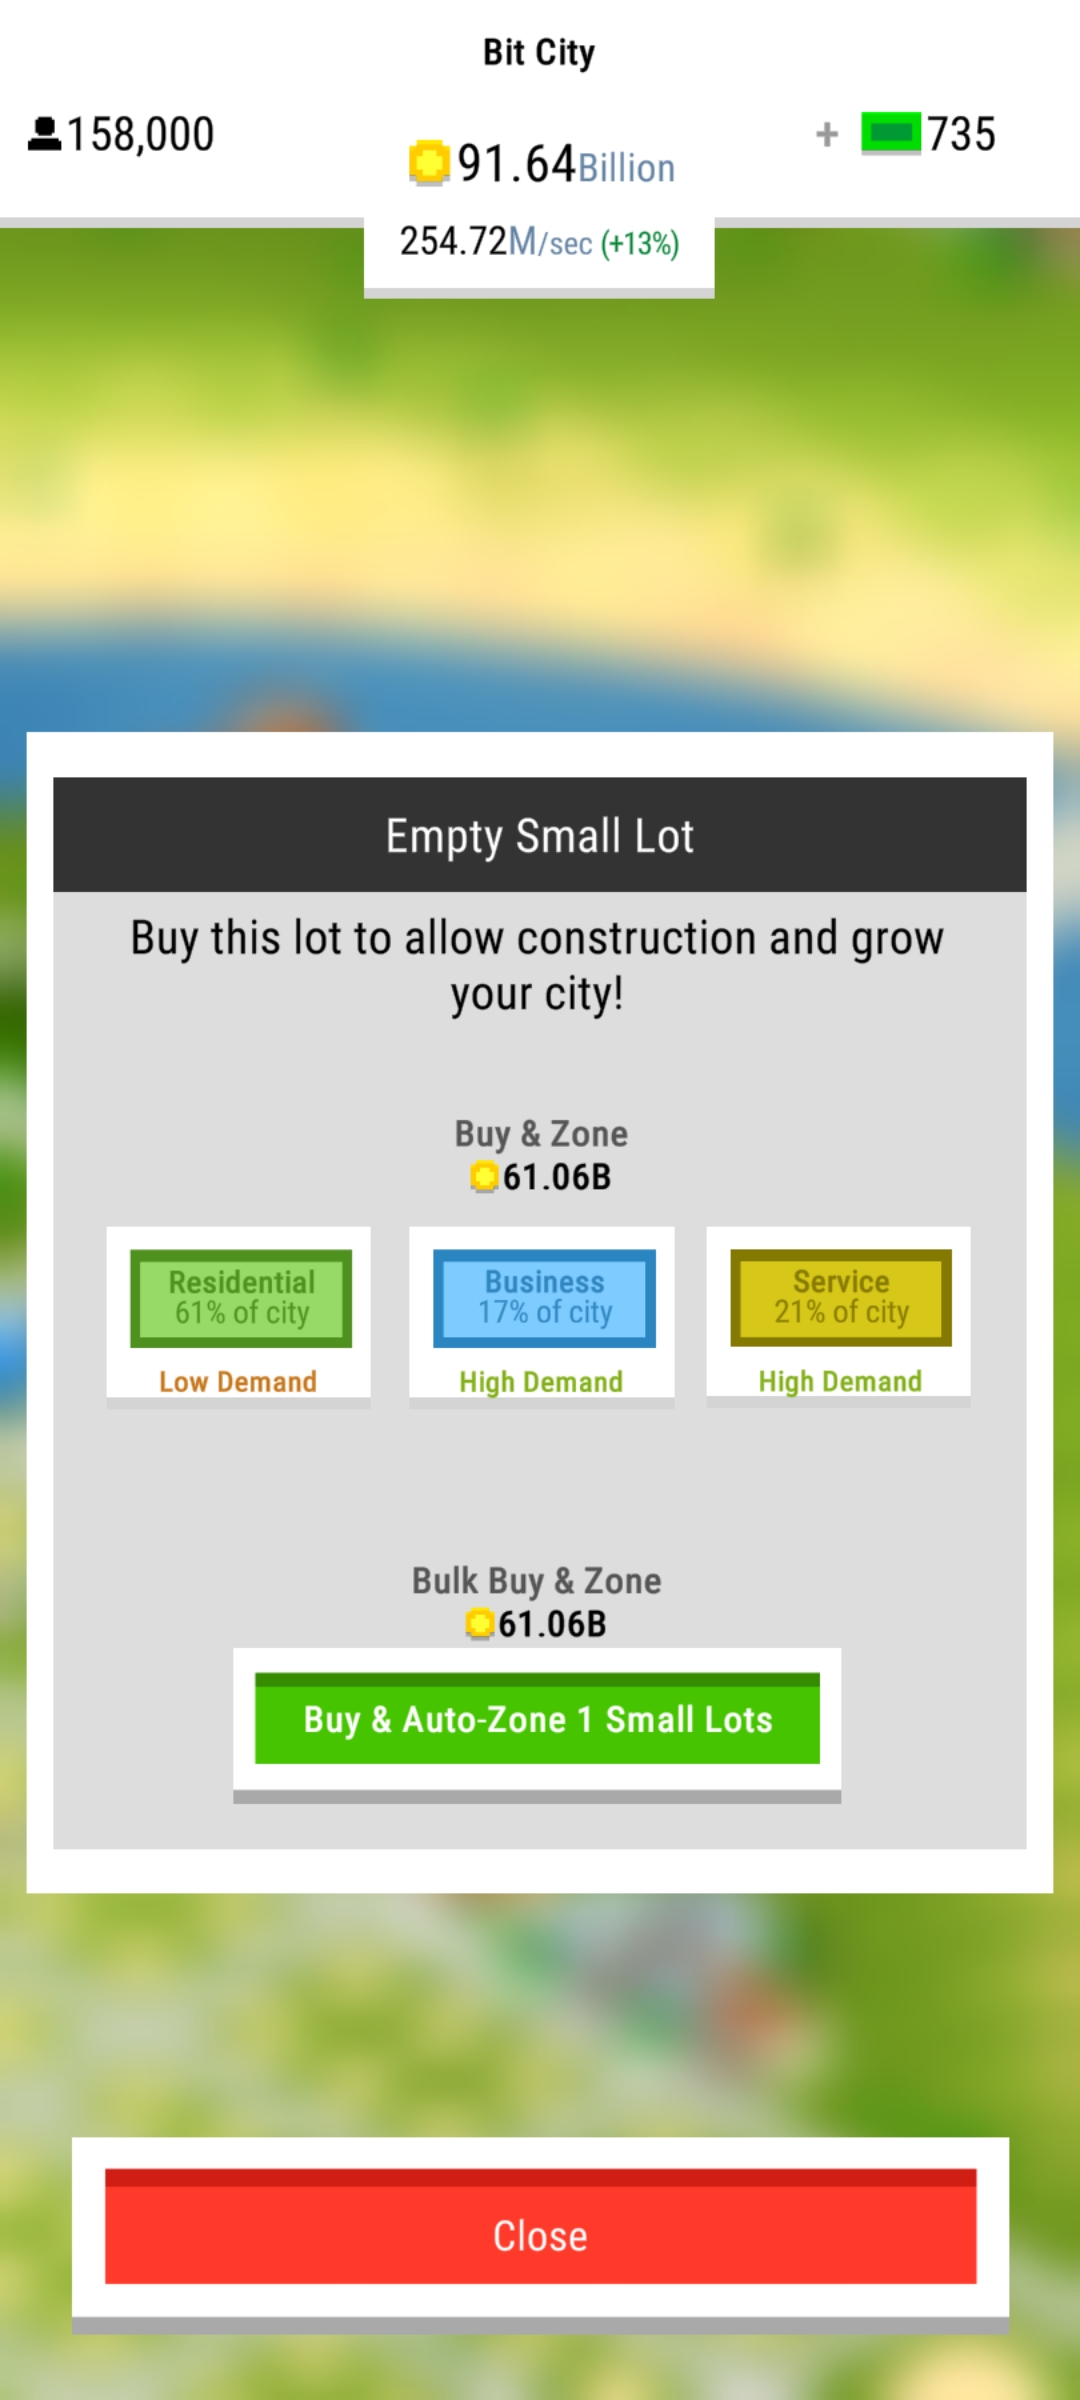 Bit City
158,000
91.64Billion
+ 735
254.72M/sec (+13%)
Empty Small Lot
Buy this lot to allow construction and grow
your city!
Buy & Zone
61.06B
Residential
61% of city
Low Demand
Business
17% of city
High Demand
Service
21% of city
High Demand
Bulk Buy & Zone
61.06B
Buy & Auto-Zone 1 Small Lots
Close